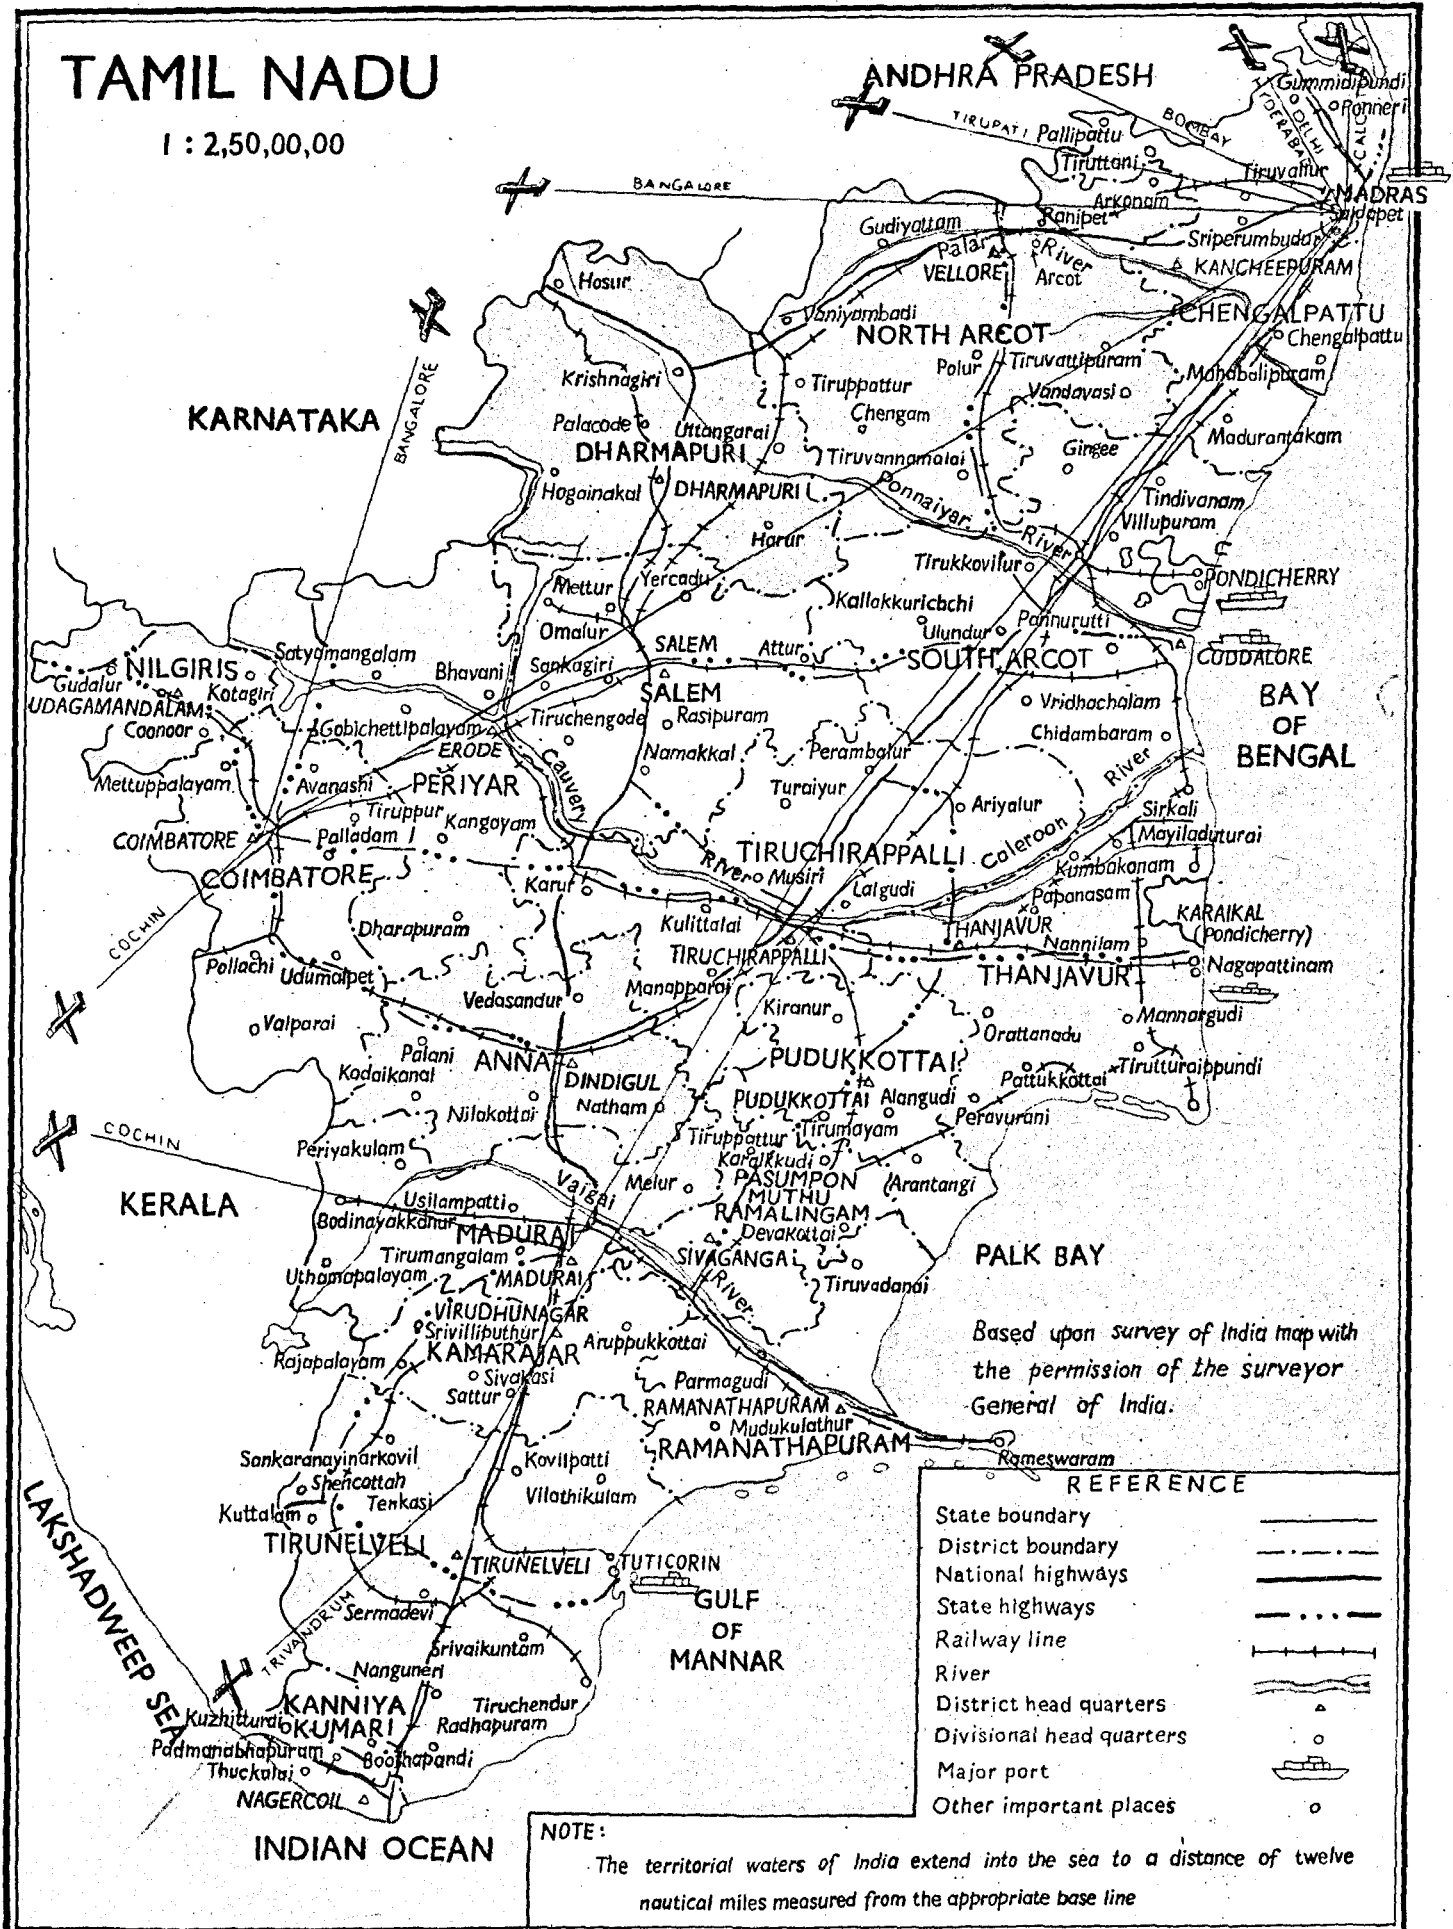 TAMIL NADU
1 : 2,50,00,00
ANDHRA PRADESH
Gummidipundi
Ponneri
HYDERABAD
DELHI
TIRUPATI
Pallipattu
BOMBAY
Tiruttani
Tiruvallur
BANGALORE
Arkonam
MADRAS
Saidapet
Gudiyattam
Ranipet
Sriperumbudur
Palar
River
VELLORE
Arcot
KANCHEEPURAM
Hosur
Vaniyambadi
NORTH ARCOT
CHENGALPATTU
Chengalpattu
Polur
Tiruvattipuram
Krishnagiri
Tiruppattur
Vandavasi
Mahabalipuram
KARNATAKA
BANGALORE
Palacode
Uttangarai
Chengam
DHARMAPURI
Tiruvannamalai
Gingee
Madurantakam
Hogainakal
DHARMAPURI
Ponnaiyar
River
Tindivanam
Villupuram
Harur
Tirukkovilur
Mettur
Yercadu
PONDICHERRY
Kallakkuricbchi
Omalur
Ulundur
Pannurutti
SALEM
Attur
SOUTH ARCOT
CUDDALORE
Satyamangalam
Bhavani
Sankagiri
NILGIRIS
Gudalur
Kotagiri
SALEM
UDAGAMANDALAM
Vridhachalam
BAY
OF
BENGAL
Coonoor
Gobichettipalayam
Tiruchengode
Rasipuram
Chidambaram
ERODE
Namakkal
Perambalur
River
Mettuppalayam
Avanashi
PERIYAR
Cauvery
Turaiyur
Ariyalur
Sirkali
Tiruppur
Kangayam
Caleroon
Mayiladuturai
COIMBATORE
Palladam
TIRUCHIRAPPALLI
Kumbakonam
COIMBATORE
Karur
River
Musiri
Lalgudi
Papanasam
COCHIN
Dharapuram
Kulittalai
THANJAVUR
KARAIKAL
(Pondicherry)
Nannilam
Pollachi
Udumalpet
TIRUCHIRAPPALLI
THANJAVUR
Nagapattinam
Vedasandur
Manapparai
Kiranur
Valparai
Orattanadu
Mannargudi
Palani
ANNA
PUDUKKOTTAI
Tirutturaippundi
Kodaikanal
DINDIGUL
Pattukkottai
Nilakottai
Natham
PUDUKKOTTAI
Alangudi
Peravurani
COCHIN
Periyakulam
Tiruppattur
Tirumayam
Karaikkudi
KERALA
Vaigai
Melur
PASUMPON
MUTHU
RAMALINGAM
Arantangi
Usilampatti
Bodinayakkanur
MADURAI
Devakottai
PALK BAY
Tirumangalam
SIVAGANGAI
Uthamapalayam
MADURAI
River
Tiruvadanai
VIRUDHUNAGAR
Srivilliputhur
Aruppukkottai
Based upon survey of India map with
the permission of the surveyor
General of India.
Rajapalayam
KAMARAJAR
Sivakasi
Sattur
Parmagudi
RAMANATHAPURAM
Mudukulathur
RAMANATHAPURAM
Rameswaram
Sankaranayinarkovil
Kovilpatti
Shencottah
Vilathikulam
Kuttalam
Tenkasi
LAKSHADWEEP SEA
TIRUNELVELI
TIRUNELVELI
TUTICORIN
GULF
OF
MANNAR
Sermadevi
TRIVANDRUM
Srivaikuntam
Nanguneri
KANNIYA
KUMARI
Tiruchendur
Kuzhitturai
Radhapuram
Padmanabhapuram
Boothapandi
Thuckalai
NAGERCOIL
INDIAN OCEAN
REFERENCE
State boundary
District boundary
National highways
State highways
Railway line
River
District head quarters
Divisional head quarters
Major port
Other important places
NOTE:
The territorial waters of India extend into the sea to a distance of twelve
nautical miles measured from the appropriate base line